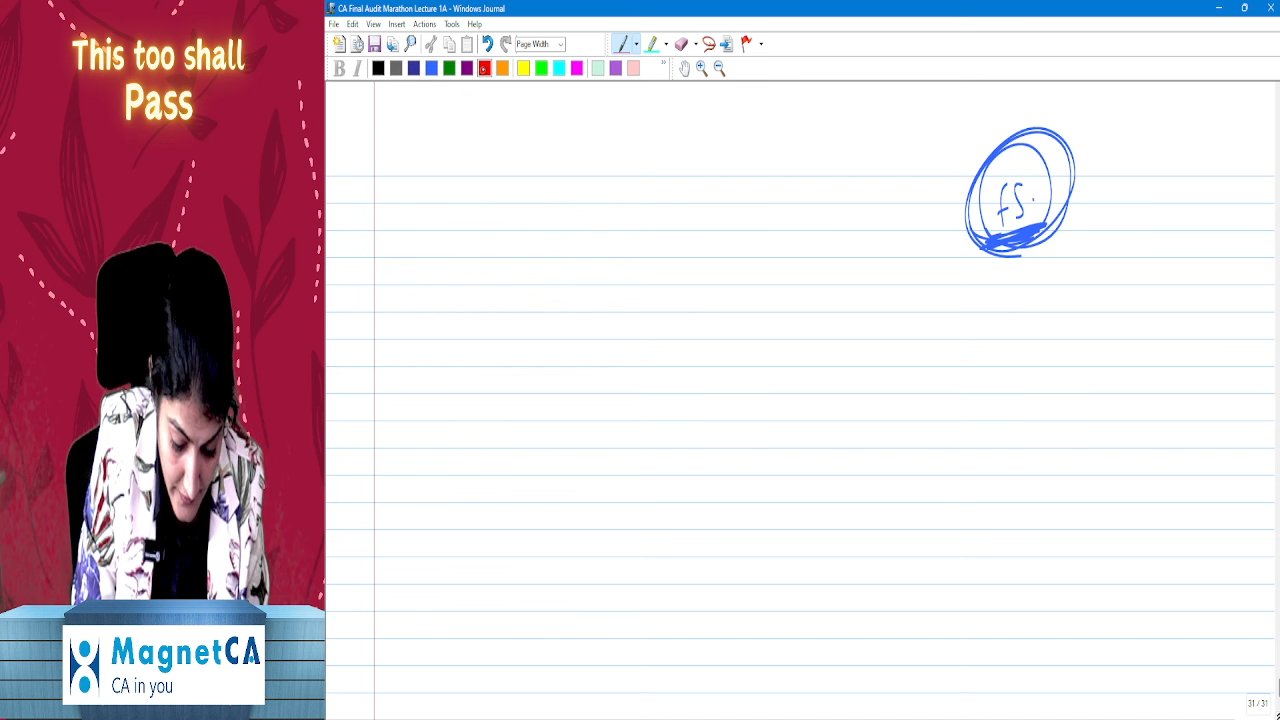 This too shall
Pass
CA Final Audit Marathon Lecture 1A - Windows Journal
File Edit View Insert Actions Tools Help
Page Width
B I
fs.
MagnetCA
CA in you
31 / 31